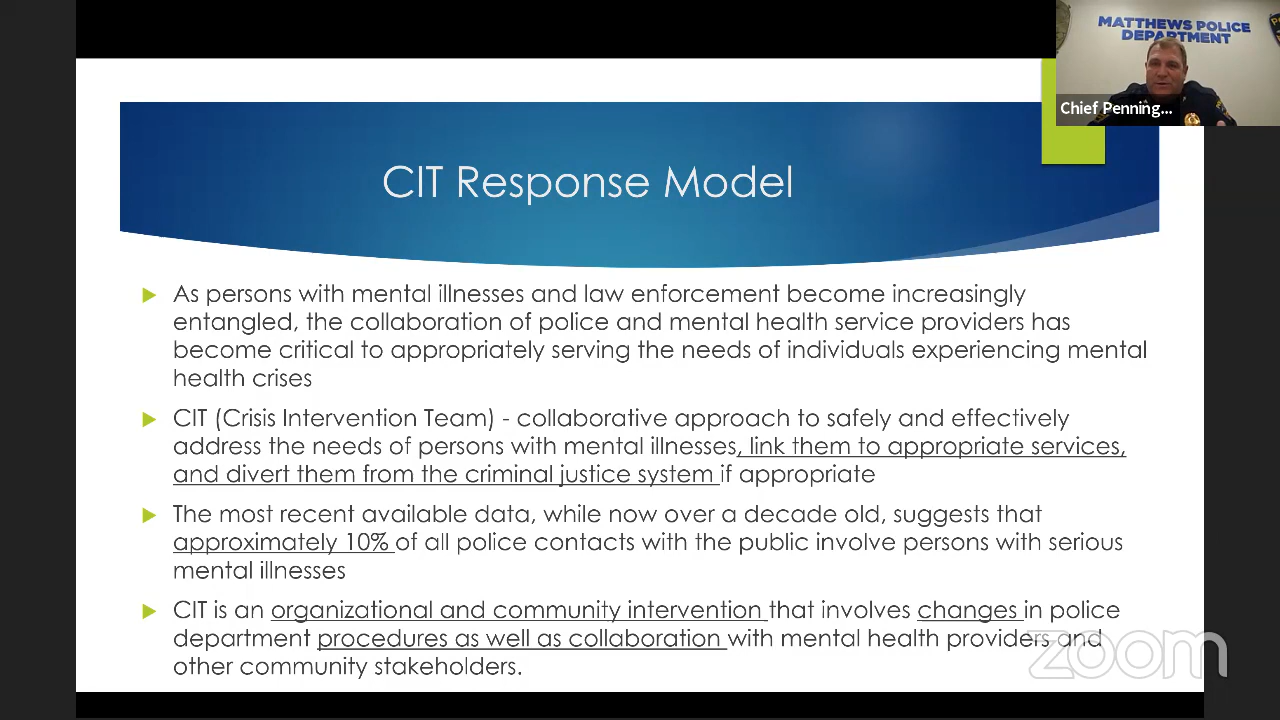 MATTHEWS POLICE
DEPARTMENT
Chief Penning...
CIT Response Model
As persons with mental illnesses and law enforcement become increasingly
entangled, the collaboration of police and mental health service providers has
become critical to appropriately serving the needs of individuals experiencing mental
health crises
CIT (Crisis Intervention Team) - collaborative approach to safely and effectively
address the needs of persons with mental illnesses, link them to appropriate services,
and divert them from the criminal justice system if appropriate
The most recent available data, while now over a decade old, suggests that
approximately 10% of all police contacts with the public involve persons with serious
mental illnesses
CIT is an organizational and community intervention that involves changes in police
department procedures as well as collaboration with mental health providers and
other community stakeholders.
zoom